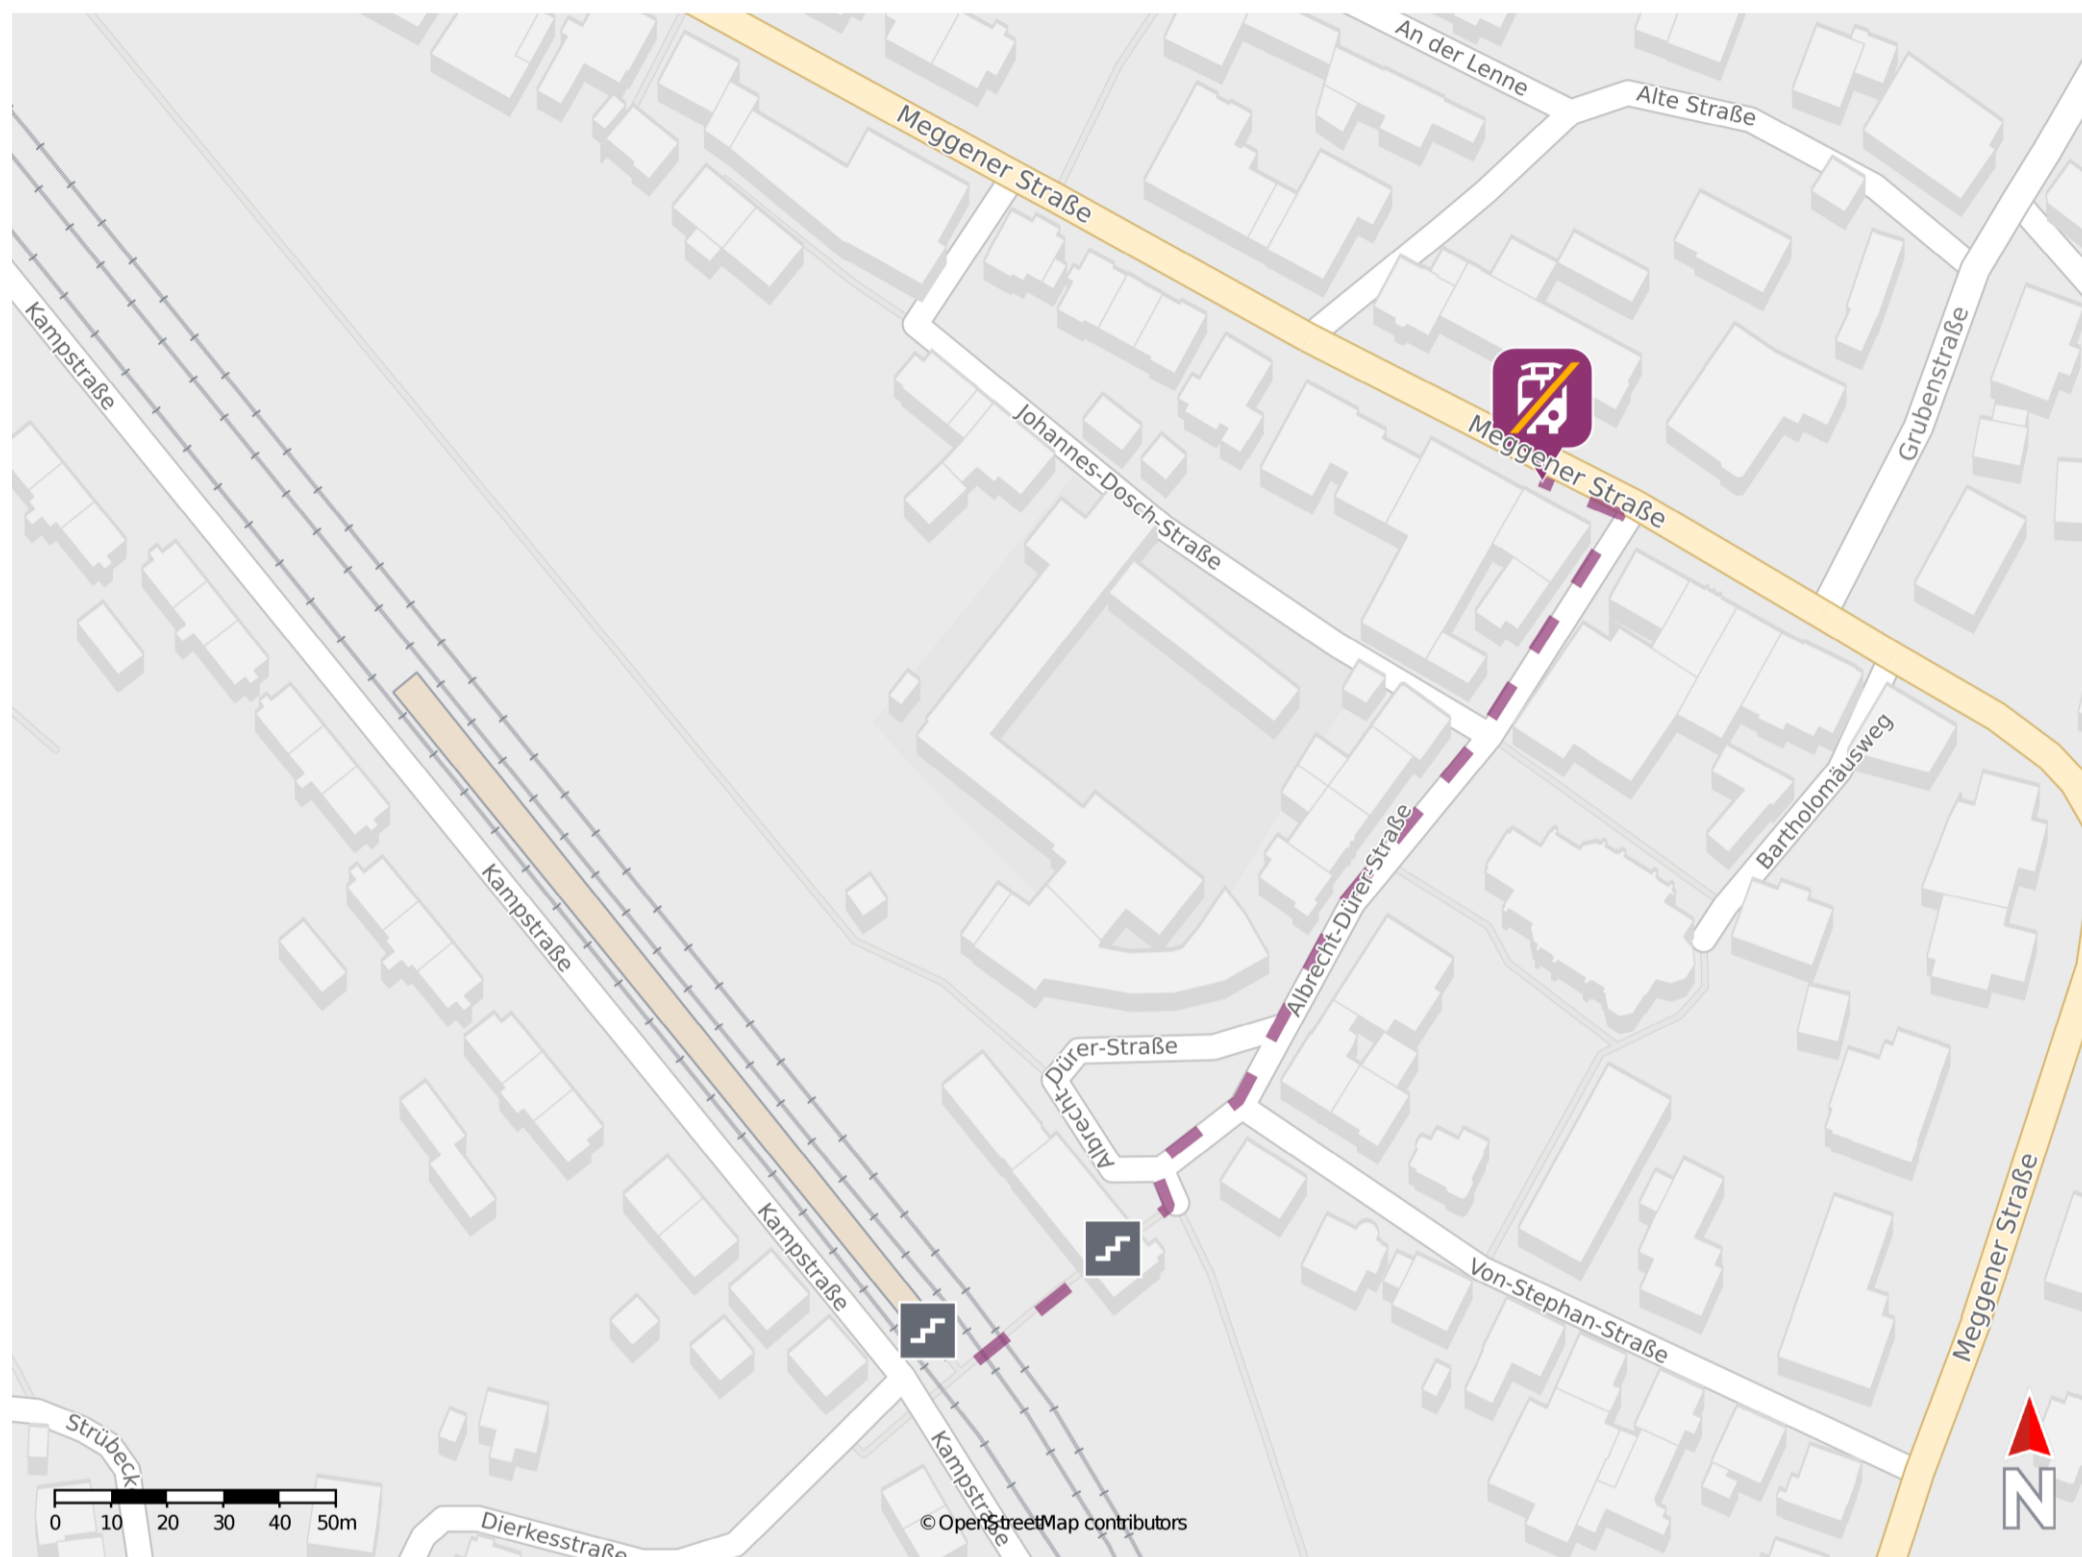 An der Lenne
Alte Straße
Meggener Straße
Kampstraße
Grubenstraße
Johannes-Dosch-Straße
Meggener Straße
Bartholomäusweg
Albrecht-Dürer-Straße
Kampstraße
Albrecht-Dürer-Straße
Kampstraße
Von-Stephan-Straße
Meggener Straße
Strübeck
Kampstraße
Dierkesstraße
0 10 20 30 40 50m
© OpenStreetMap contributors
N